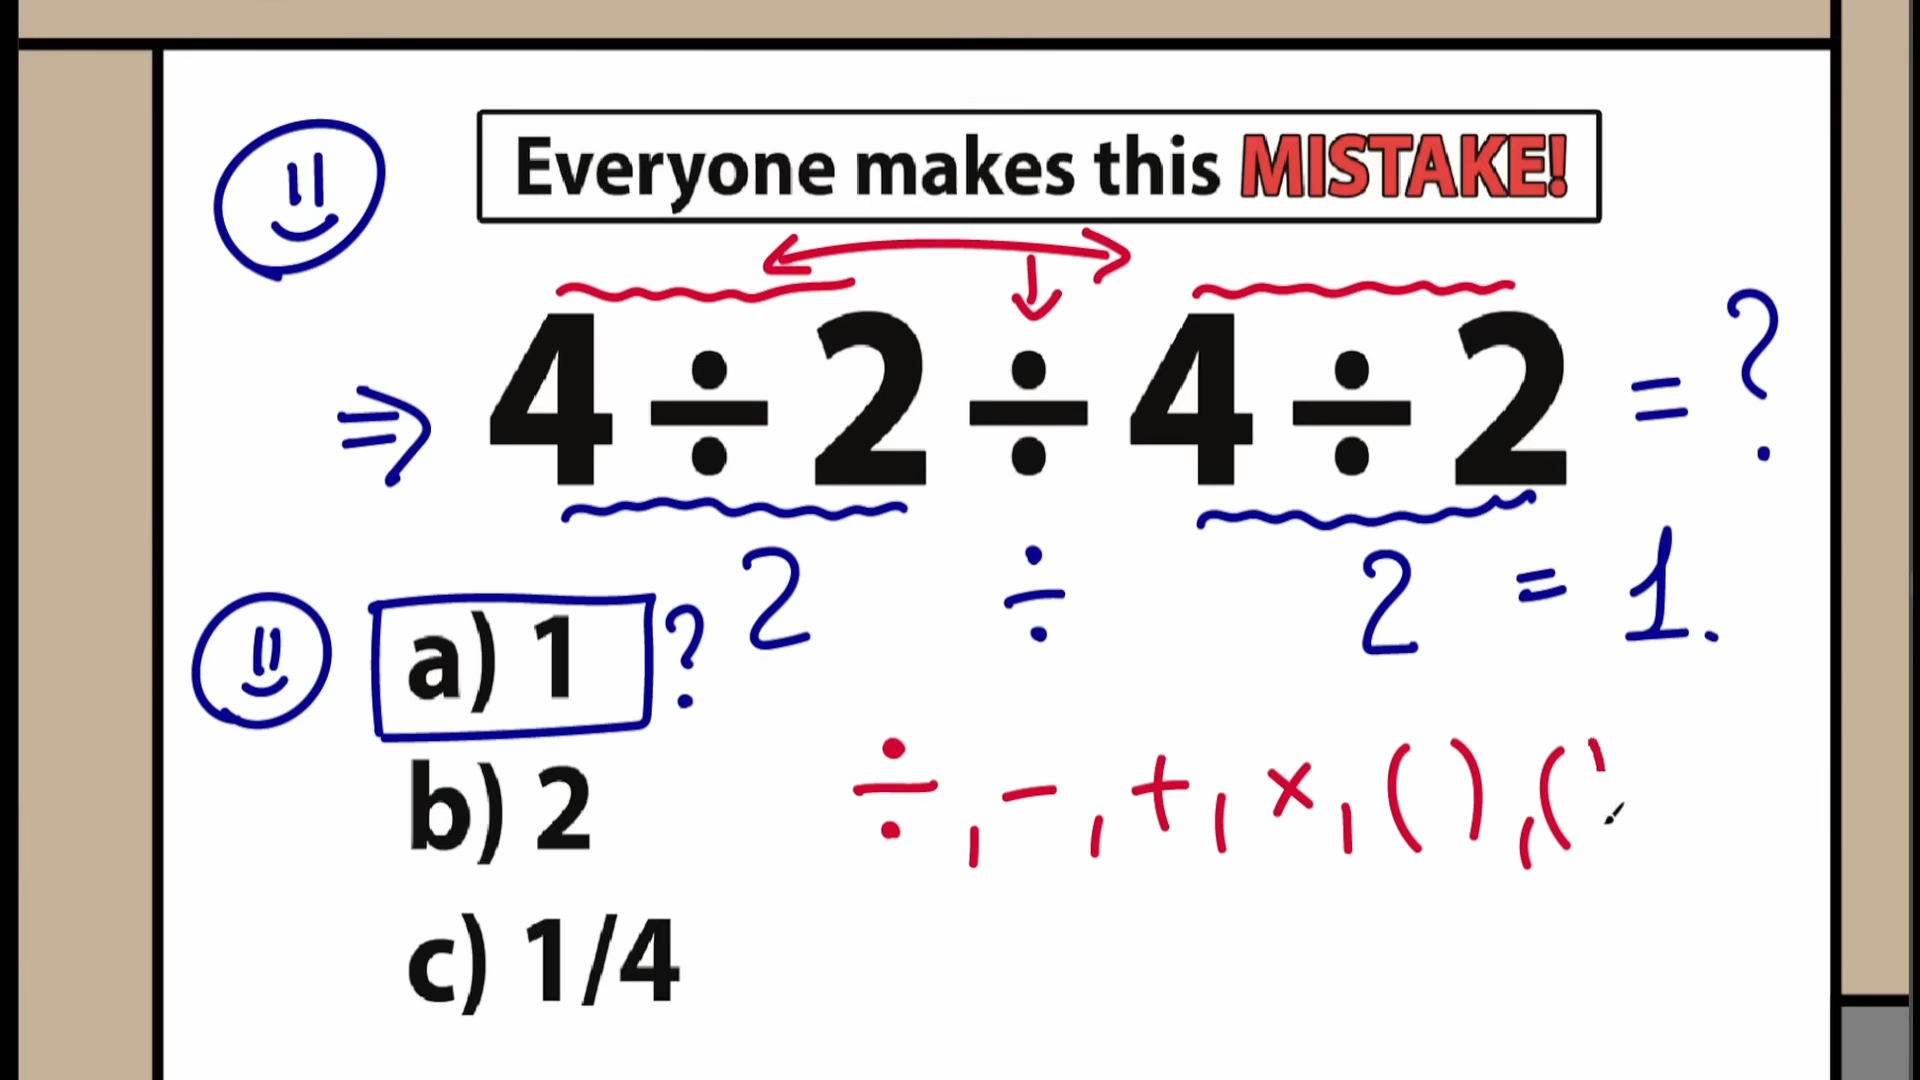 Everyone makes this MISTAKE!
⇒ 4÷2÷4÷2 = ?
2 ÷ 2 = 1.
a) 1 ?
b) 2
÷, -, +, ×, ( ), (
c) 1/4